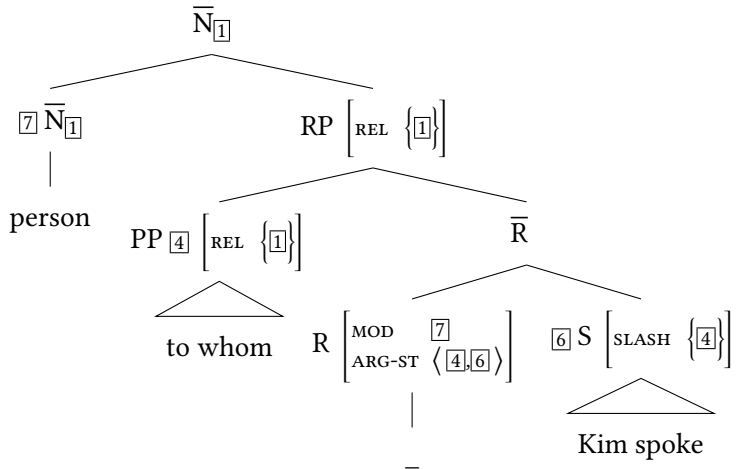 N̅[1]
[7] N̅[1]
RP [REL {[1]}]
person
PP [4] [REL {[1]}]
R̅
to whom
R [MOD [7]
ARG-ST ⟨[4],[6]⟩]
[6] S [SLASH {[4]}]
Kim spoke
–